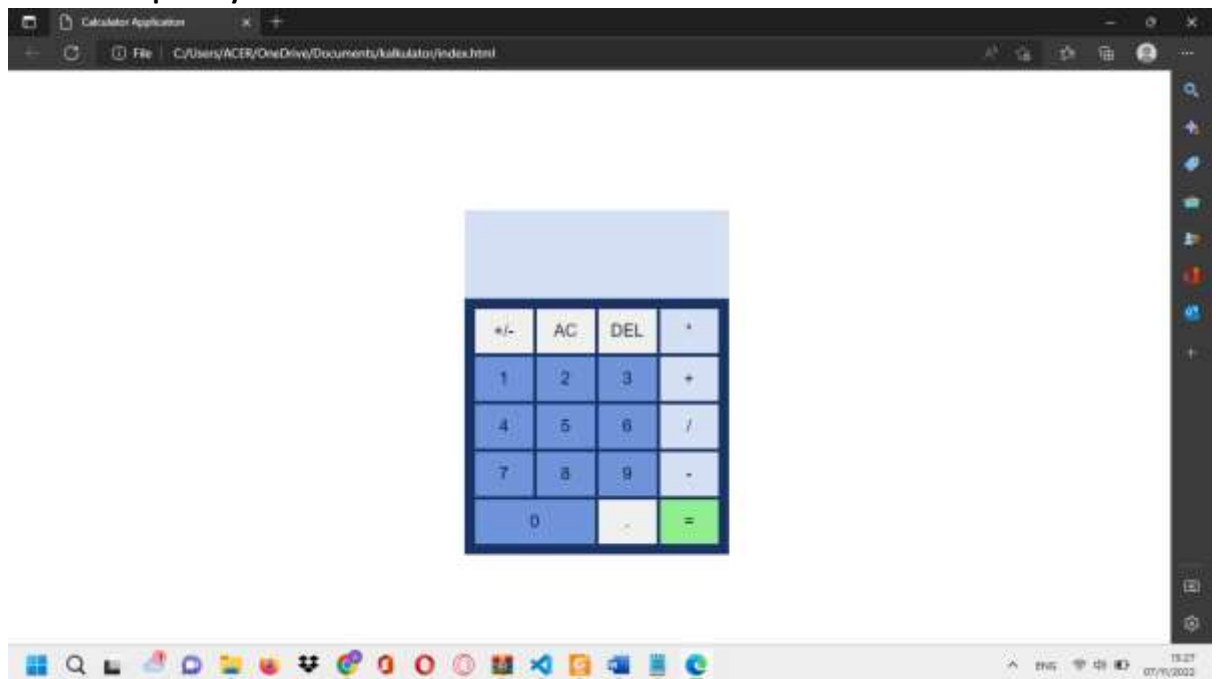 Calculator Application
File C:/Users/ACER/OneDrive/Documents/kalkulator/index.html
+/- AC DEL *
1 2 3 +
4 5 6 /
7 8 9 -
0 . =
ENG 15:27
07/11/2022